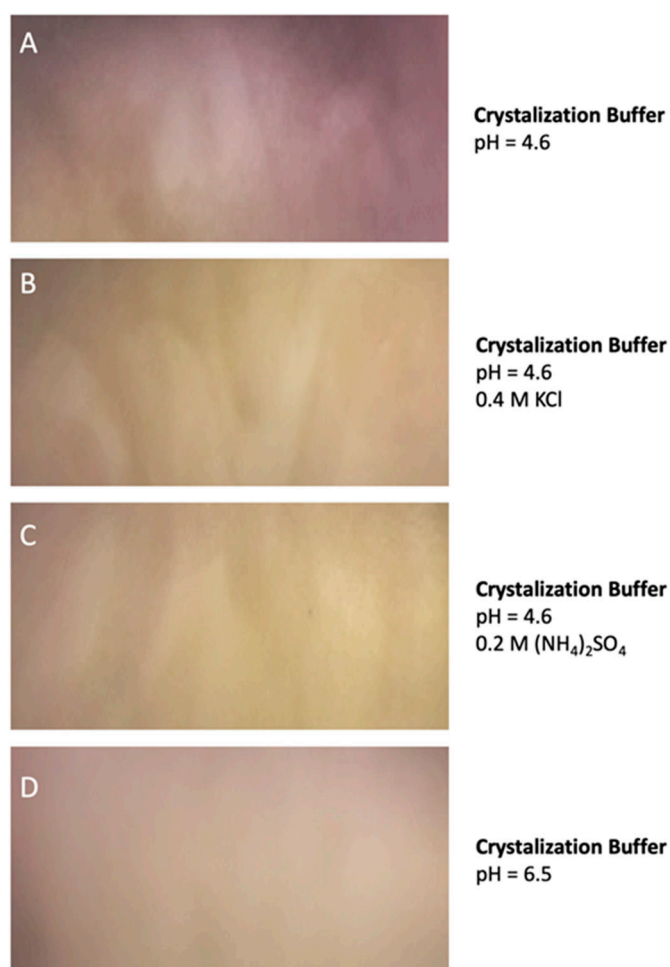 A
Crystalization Buffer
pH = 4.6
B
Crystalization Buffer
pH = 4.6
0.4 M KCl
C
Crystalization Buffer
pH = 4.6
0.2 M (NH₄)₂SO₄
D
Crystalization Buffer
pH = 6.5